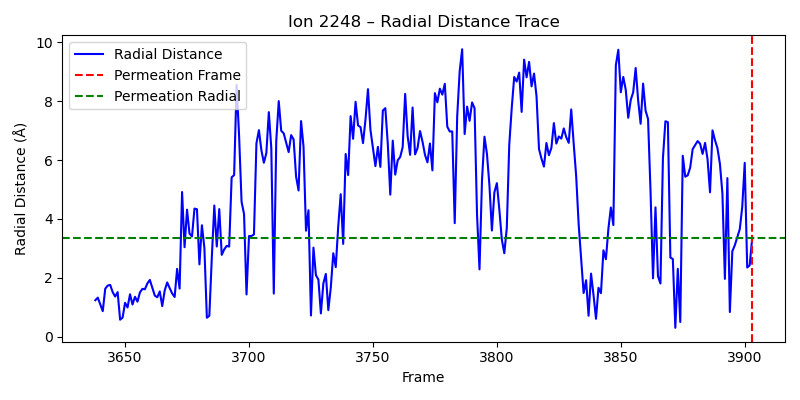 Ion 2248 – Radial Distance Trace
Radial Distance
Permeation Frame
Permeation Radial
Radial Distance (Å)
10
8
6
4
2
0
3650
3700
3750
3800
3850
3900
Frame